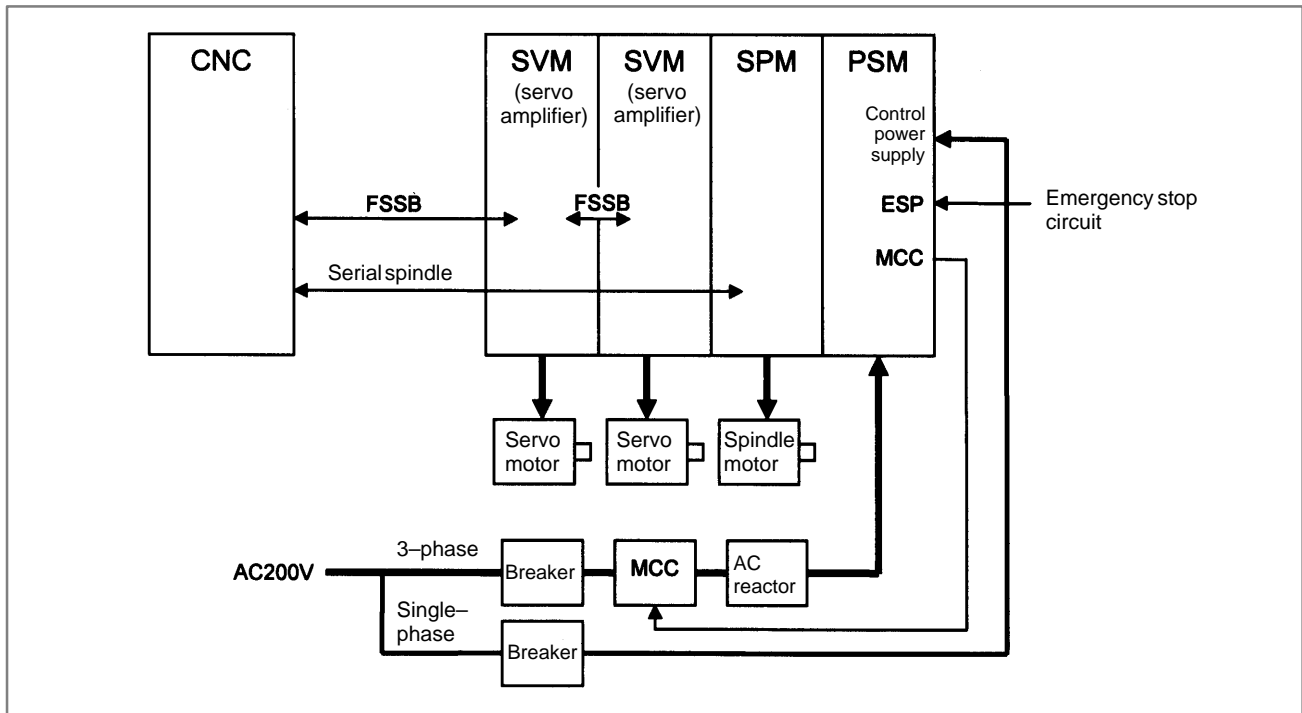 CNC
SVM
(servo
amplifier)
SVM
(servo
amplifier)
SPM
PSM
Control
power
supply
FSSB
FSSB
ESP
Emergency stop
circuit
MCC
Serial spindle
Servo
motor
Servo
motor
Spindle
motor
AC200V
3–phase
Breaker
MCC
AC
reactor
Single–
phase
Breaker